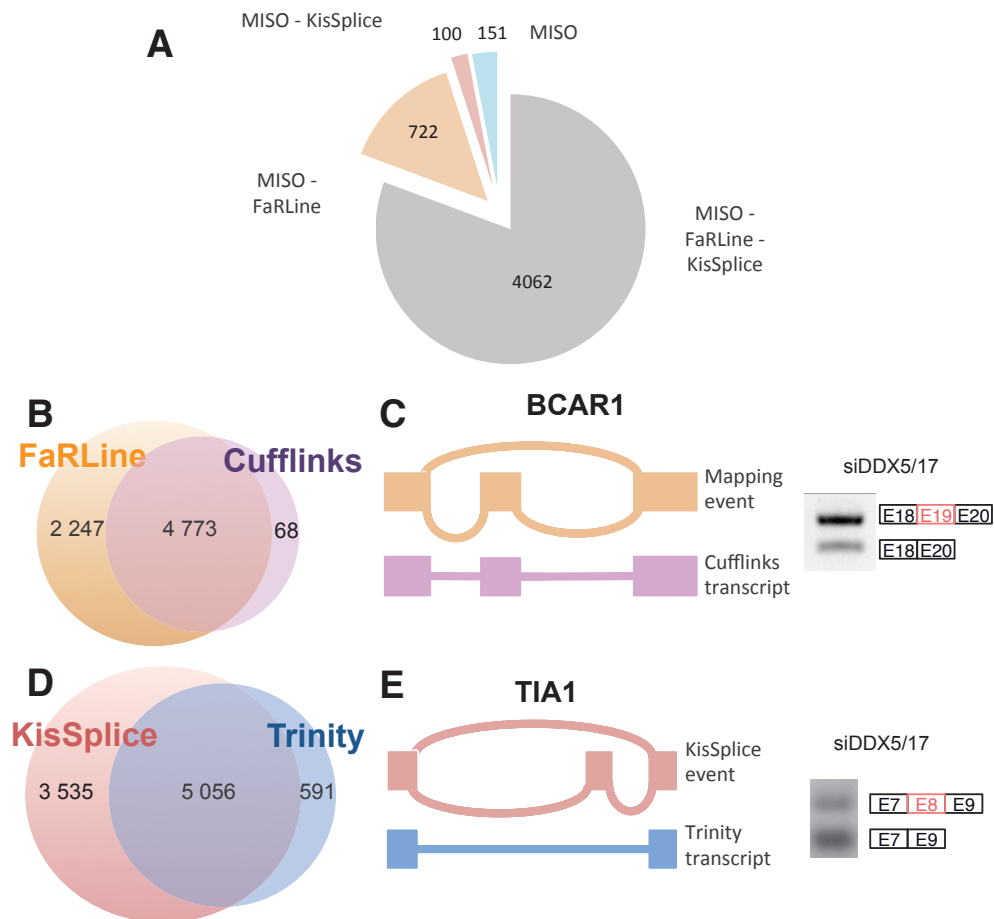 MISO - KisSplice
A
100
151
MISO
722
MISO -
FaRLine
MISO -
FaRLine -
KisSplice
4062
B
FaRLine
Cufflinks
2 247
4 773
68
C
BCAR1
Mapping
event
Cufflinks
transcript
siDDX5/17
E18 E19 E20
E18 E20
D
KisSplice
Trinity
3 535
5 056
591
E
TIA1
KisSplice
event
Trinity
transcript
siDDX5/17
E7 E8 E9
E7 E9